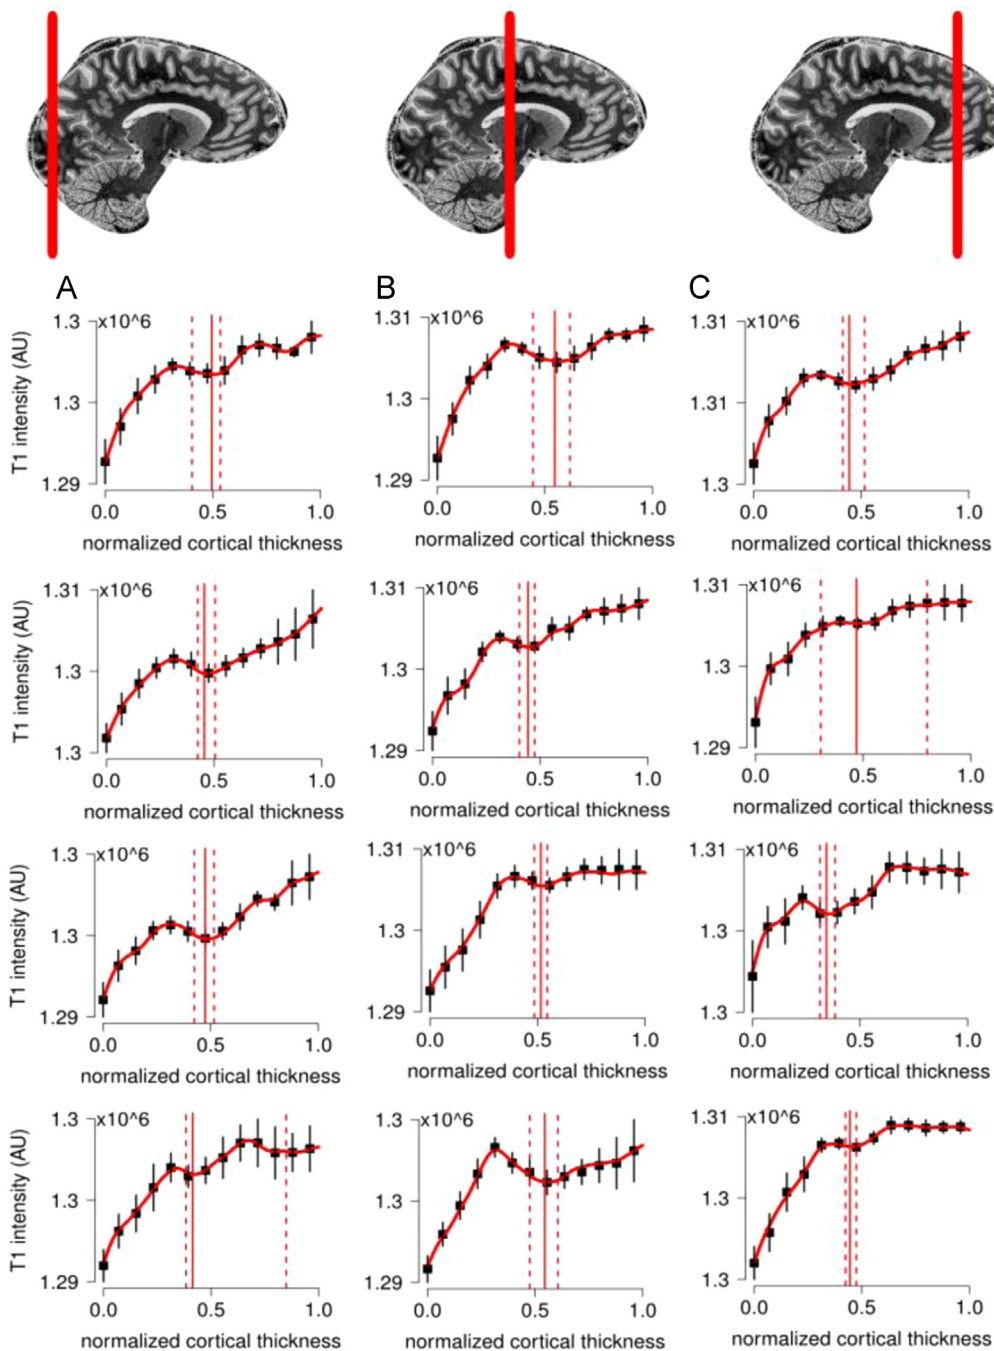 A B C
x10^6 x10^6 x10^6
T1 intensity (AU)
1.3 1.31 1.31
1.3 1.3 1.31
1.29 1.29 1.3
0.0 0.5 1.0 0.0 0.5 1.0 0.0 0.5 1.0
normalized cortical thickness normalized cortical thickness normalized cortical thickness
x10^6 x10^6 x10^6
T1 intensity (AU)
1.31 1.31 1.31
1.3 1.3 1.3
1.3 1.29 1.29
0.0 0.5 1.0 0.0 0.5 1.0 0.0 0.5 1.0
normalized cortical thickness normalized cortical thickness normalized cortical thickness
x10^6 x10^6 x10^6
T1 intensity (AU)
1.3 1.31 1.31
1.3 1.3 1.3
1.29 1.29 1.3
0.0 0.5 1.0 0.0 0.5 1.0 0.0 0.5 1.0
normalized cortical thickness normalized cortical thickness normalized cortical thickness
x10^6 x10^6 x10^6
T1 intensity (AU)
1.3 1.3 1.31
1.3 1.3 1.3
1.29 1.29 1.3
0.0 0.5 1.0 0.0 0.5 1.0 0.0 0.5 1.0
normalized cortical thickness normalized cortical thickness normalized cortical thickness